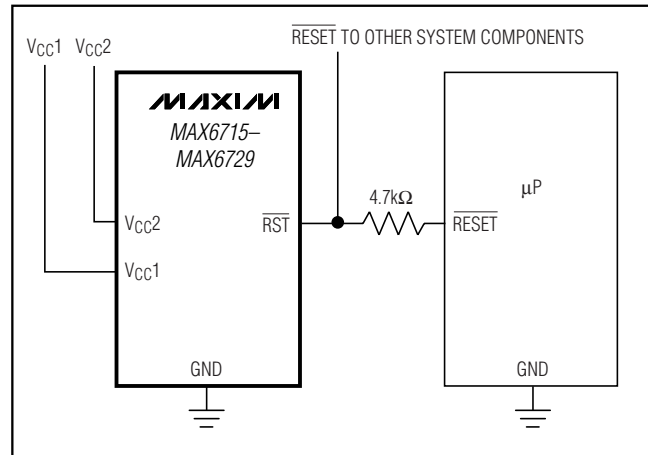 VCC1 VCC2
RESET TO OTHER SYSTEM COMPONENTS
MAXIM
MAX6715–
MAX6729
4.7kΩ
μP
VCC2
RST
RESET
VCC1
GND
GND